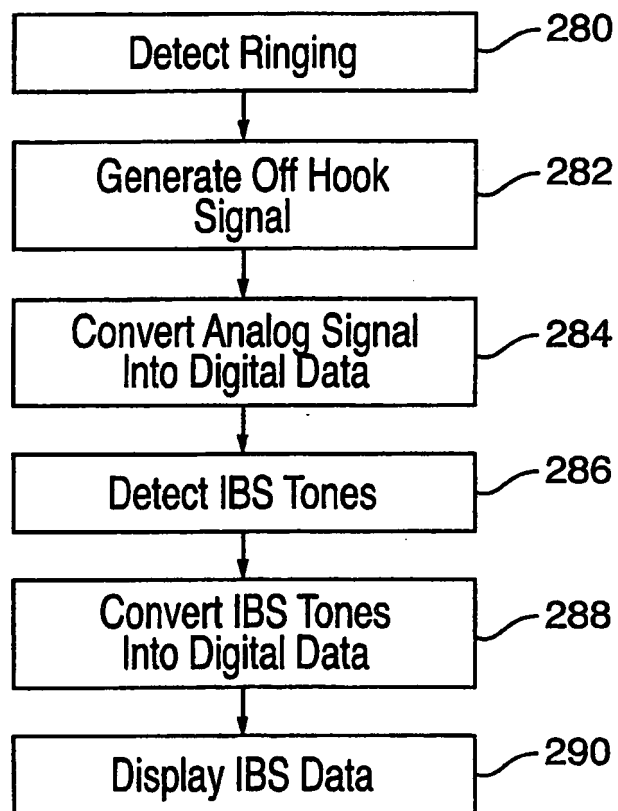 Detect Ringing
280
Generate Off Hook
Signal
282
Convert Analog Signal
Into Digital Data
284
Detect IBS Tones
286
Convert IBS Tones
Into Digital Data
288
Display IBS Data
290